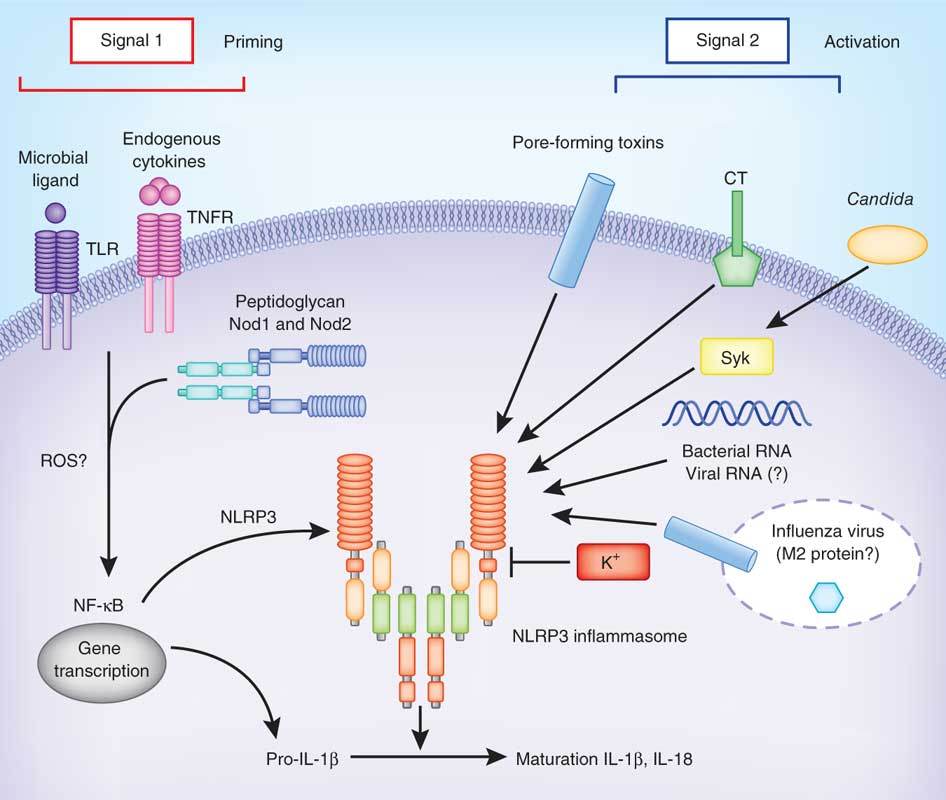 Signal 1
Priming
Signal 2
Activation
Microbial
ligand
Endogenous
cytokines
TLR
TNFR
Pore-forming toxins
CT
Candida
Peptidoglycan
Nod1 and Nod2
Syk
ROS?
Bacterial RNA
Viral RNA (?)
NLRP3
Influenza virus
(M2 protein?)
K⁺
NF-κB
Gene
transcription
NLRP3 inflammasome
Pro-IL-1β
Maturation IL-1β, IL-18